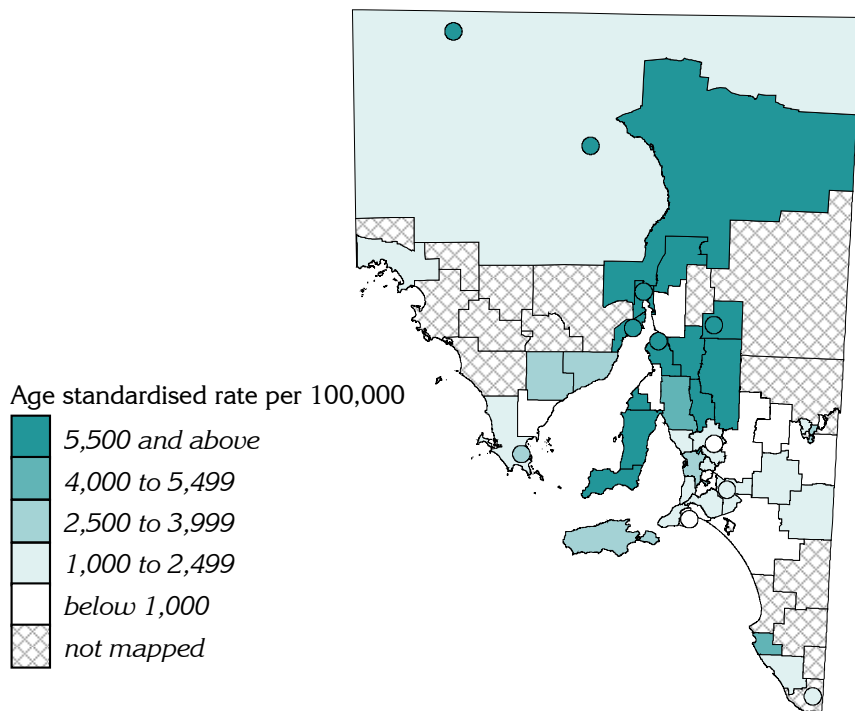 Age standardised rate per 100,000
5,500 and above
4,000 to 5,499
2,500 to 3,999
1,000 to 2,499
below 1,000
not mapped